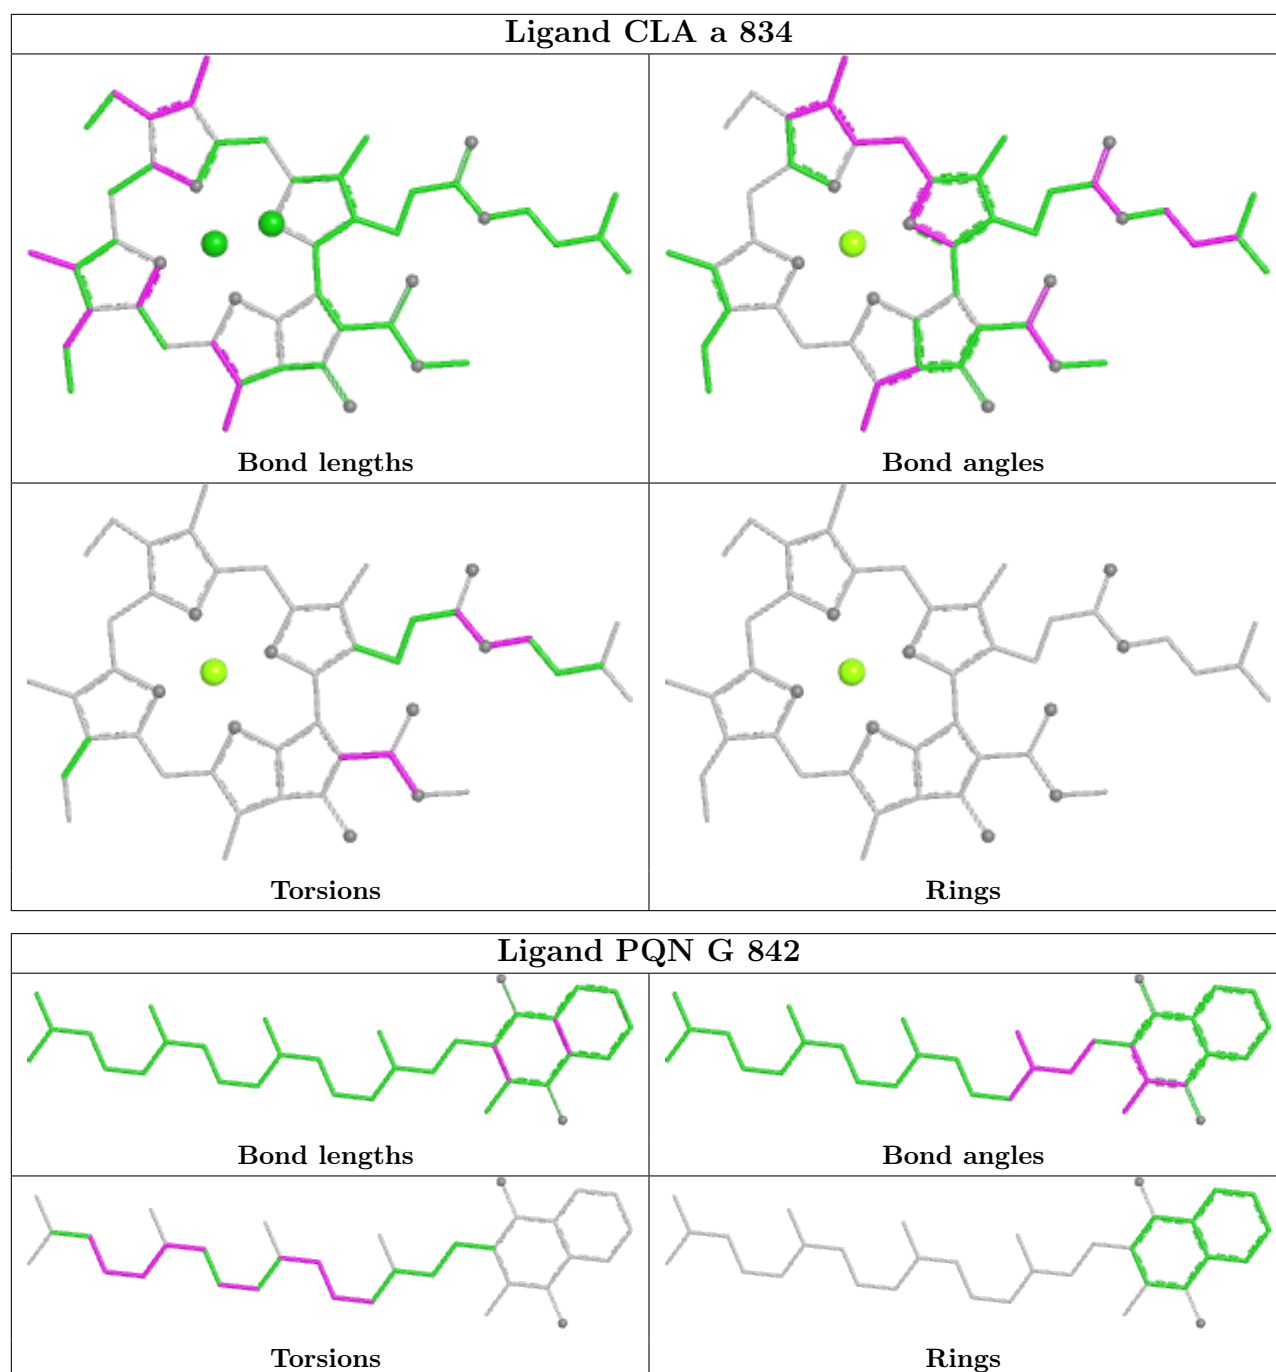 Ligand CLA a 834
Bond lengths
Bond angles
Torsions
Rings
Ligand PQN G 842
Bond lengths
Bond angles
Torsions
Rings